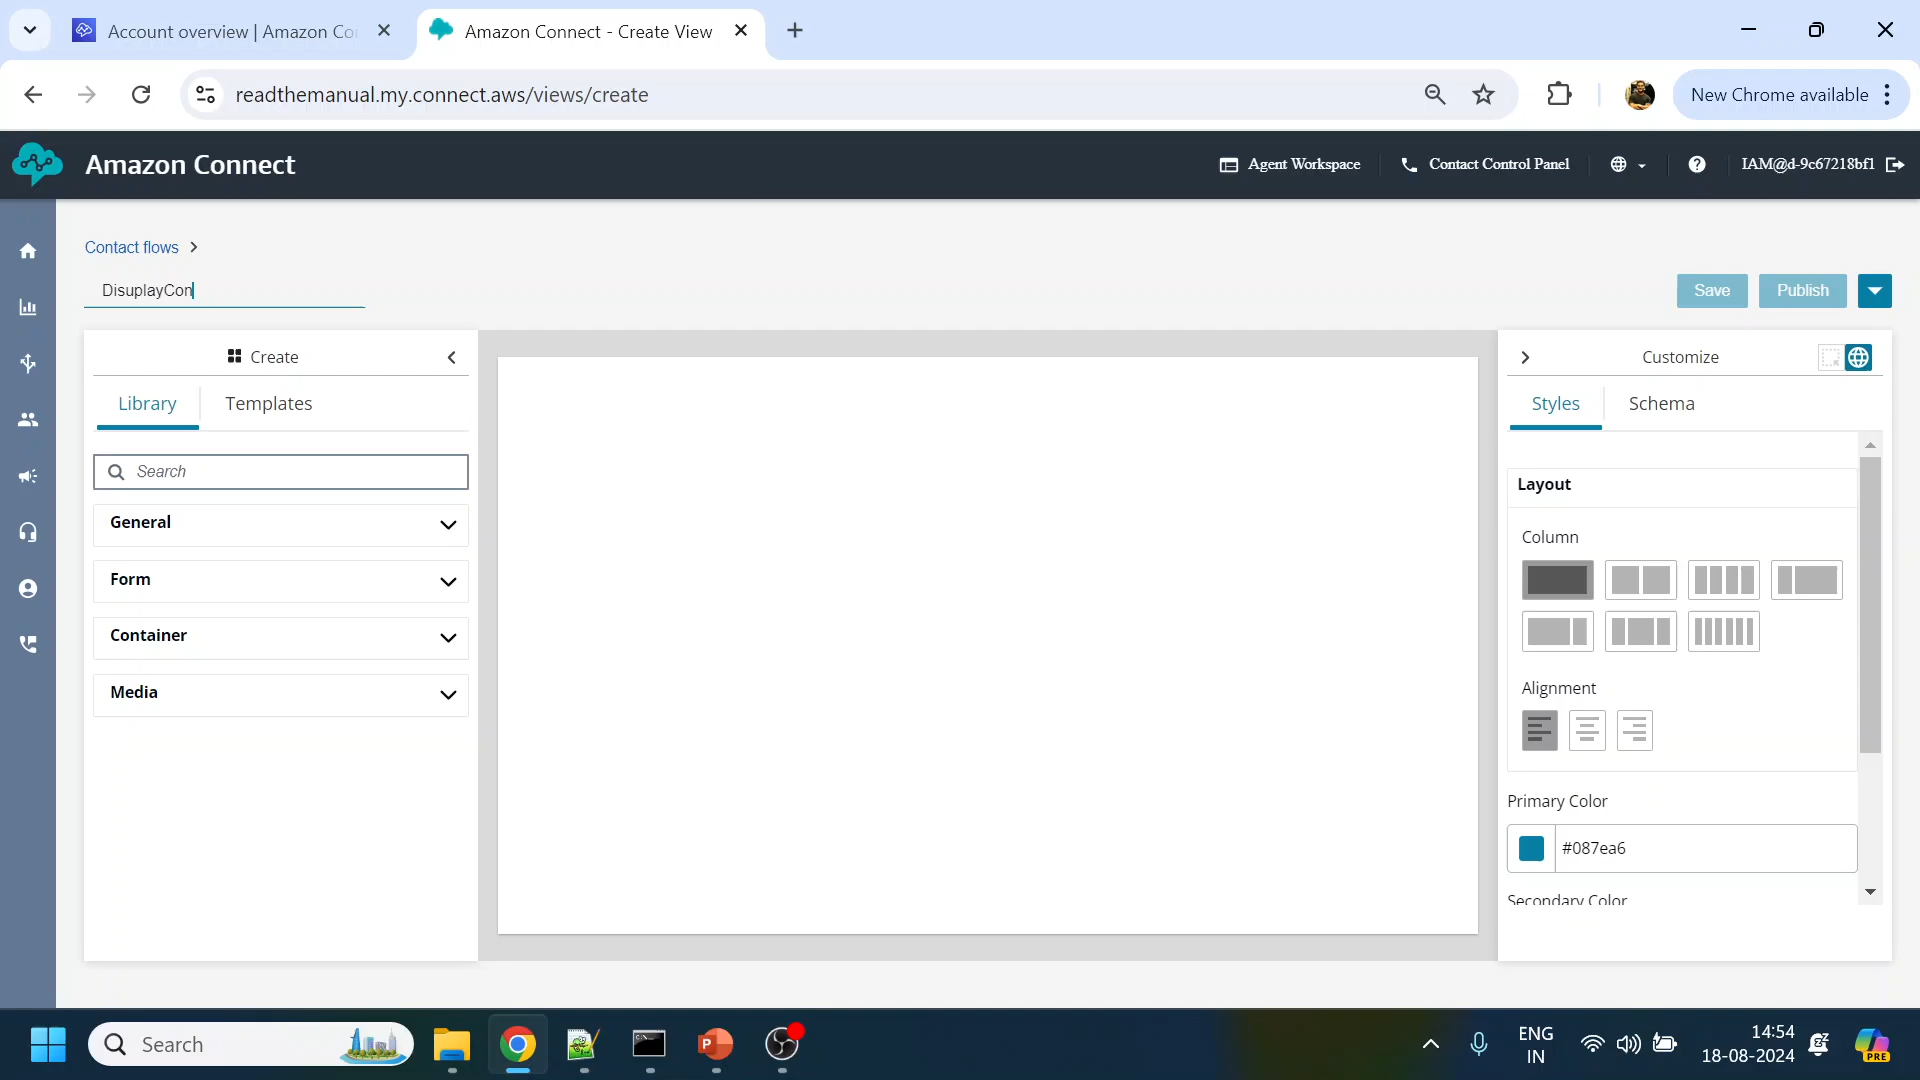 Account overview | Amazon Co
Amazon Connect - Create View
readthemanual.my.connect.aws/views/create
New Chrome available
Amazon Connect
Agent Workspace
Contact Control Panel
IAM@d-9c67218bf1
Contact flows
DisuplayCon
Save
Publish
Create
Library
Templates
Search
General
Form
Container
Media
Customize
Styles
Schema
Layout
Column
Alignment
Primary Color
#087ea6
Secondary Color
Search
ENG
IN
14:54
18-08-2024
PRE